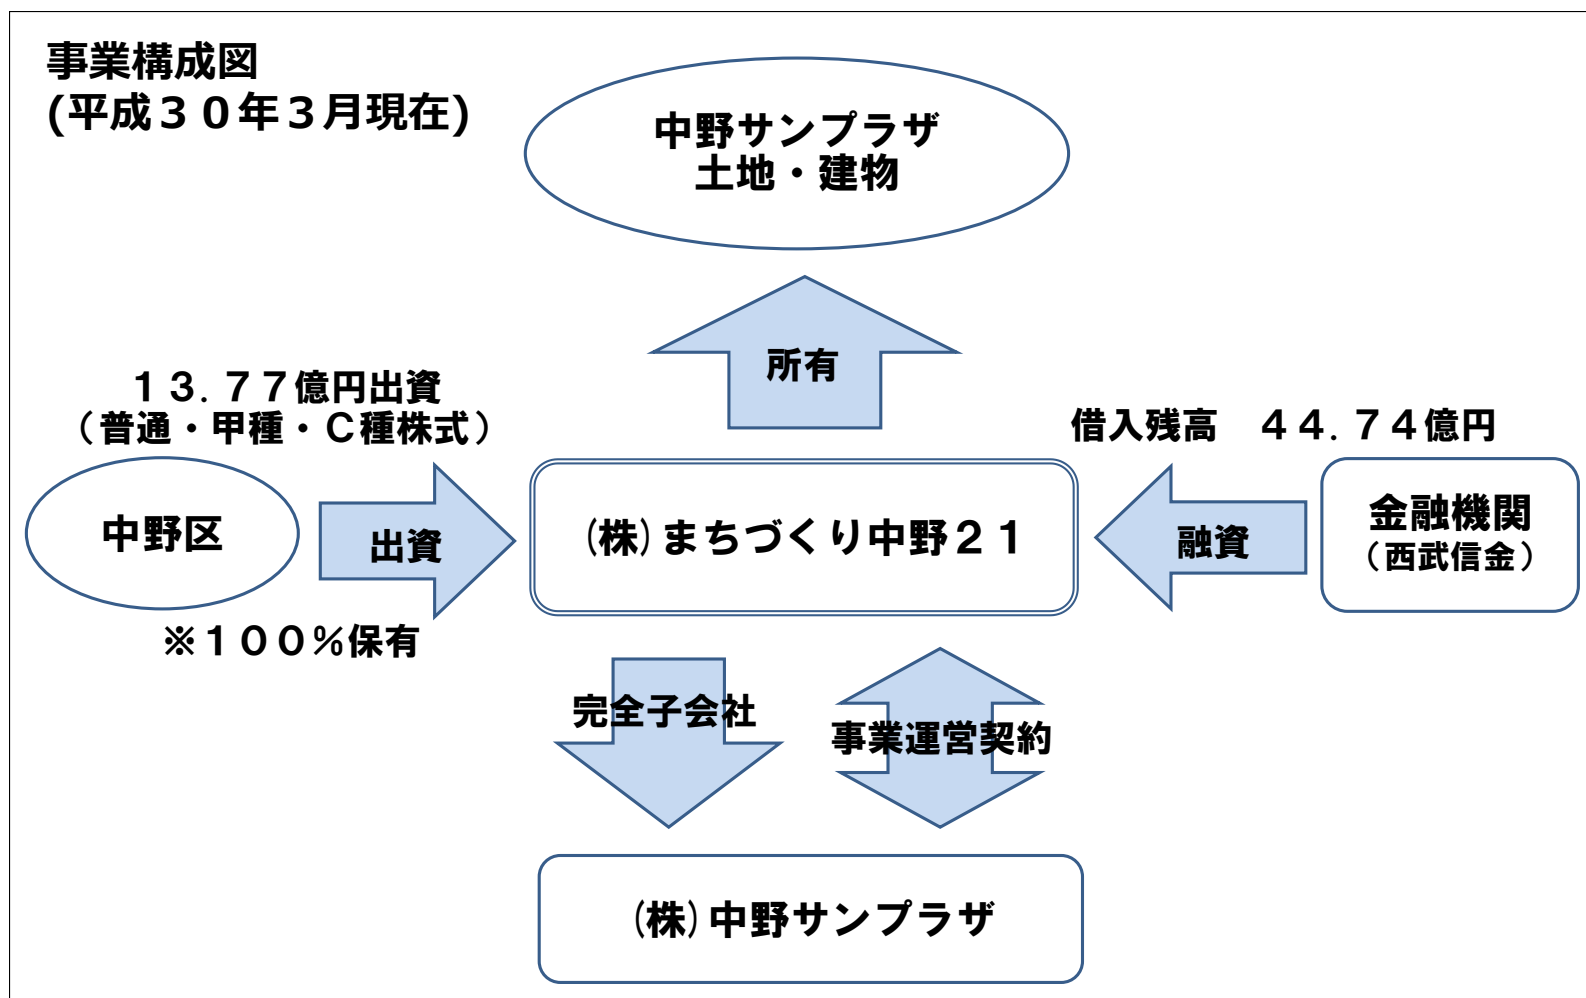 事業構成図
(平成３０年３月現在)
中野サンプラザ
土地・建物
所有
１３.７７億円出資
（普通・甲種・Ｃ種株式）
借入残高　４４.７４億円
中野区
出資
(株)まちづくり中野２１
融資
金融機関
（西武信金）
※１００％保有
完全子会社
事業運営契約
(株)中野サンプラザ